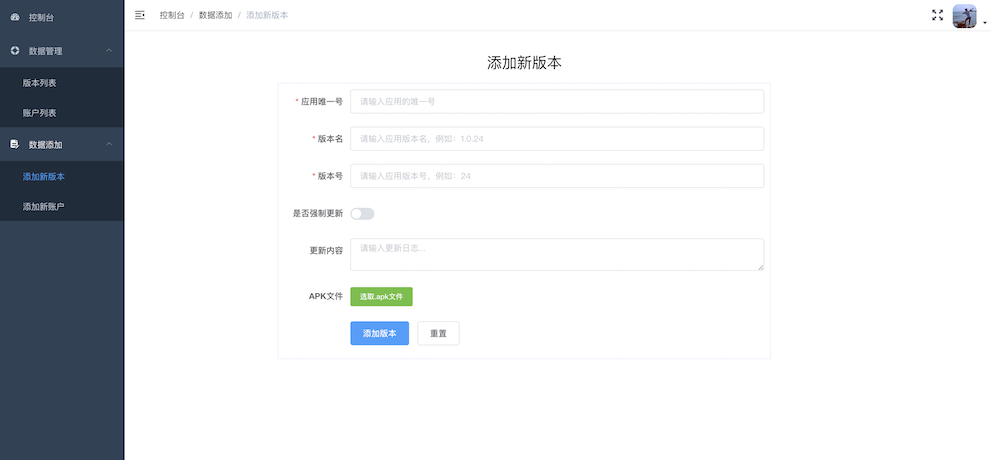 控制台
数据管理
版本列表
账户列表
数据添加
添加新版本
添加新账户
控制台 / 数据添加 / 添加新版本
添加新版本
* 应用唯一号 请输入应用的唯一号
* 版本名 请输入应用版本名，例如：1.0.24
* 版本号 请输入应用版本号，例如：24
是否强制更新
更新内容 请输入更新日志...
APK文件 选取.apk文件
添加版本 重置